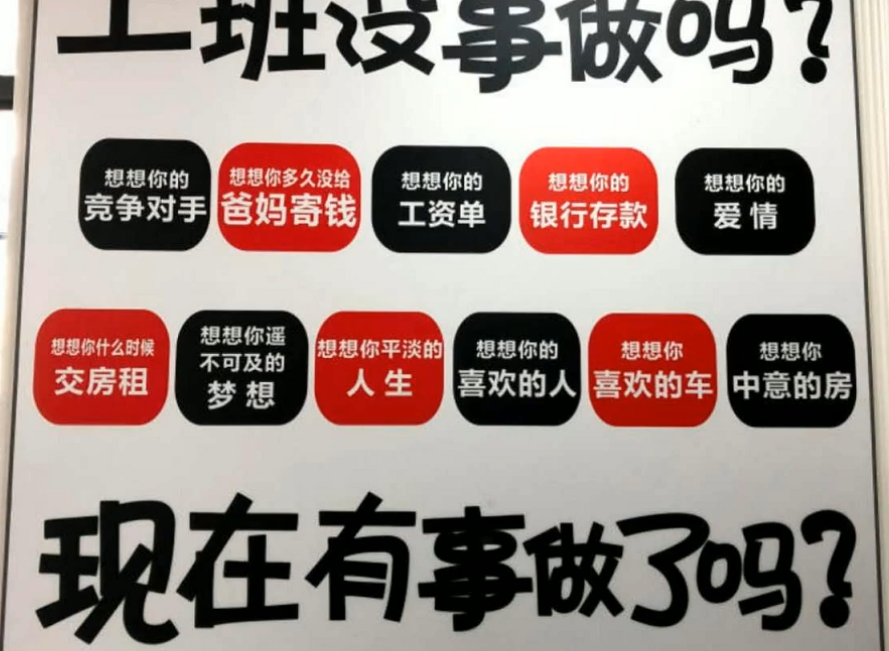 上班没事做吗?
想想你的
竞争对手
想想你多久没给
爸妈寄钱
想想你的
工资单
想想你的
银行存款
想想你的
爱情
想想你什么时候
交房租
想想你遥
不可及的
梦想
想想你平淡的
人生
想想你的
喜欢的人
想想你
喜欢的车
想想你
中意的房
现在有事做了吗?